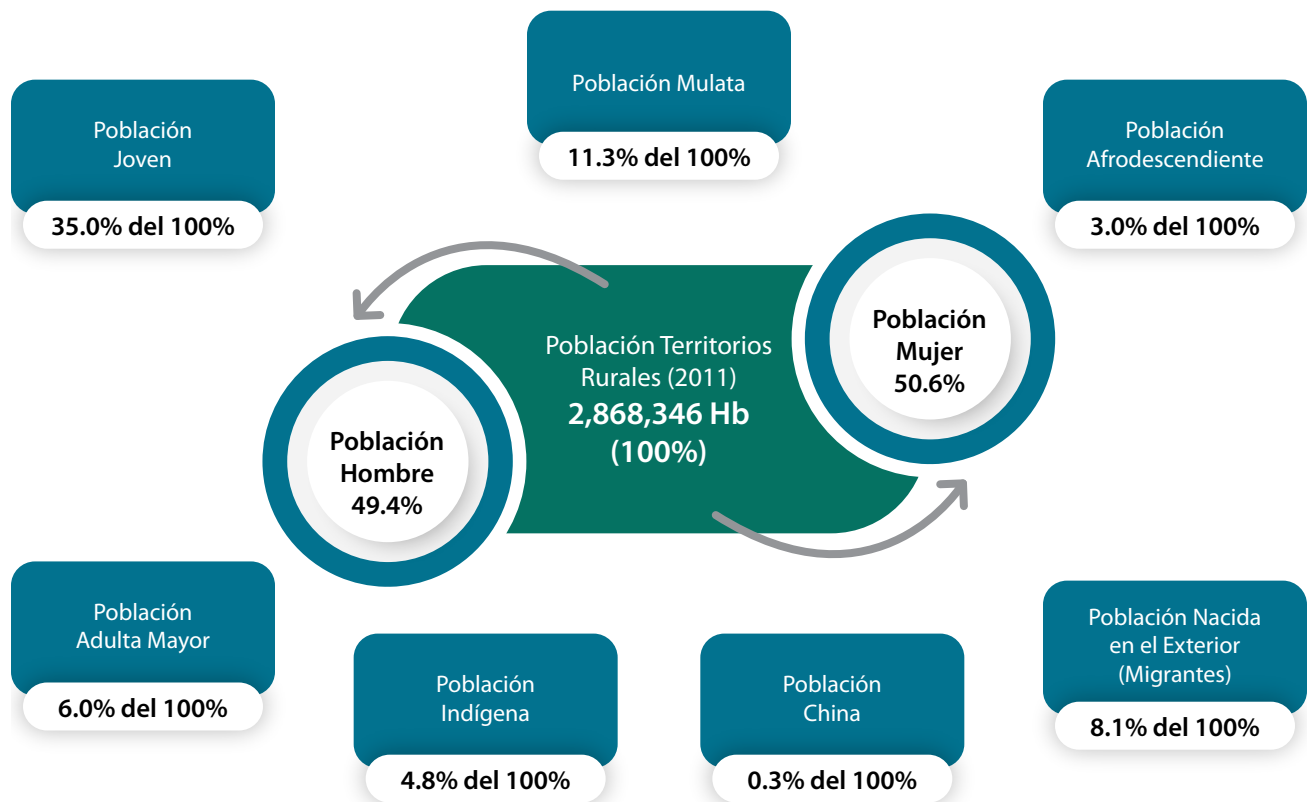 Población Mulata
11.3% del 100%
Población
Joven
35.0% del 100%
Población
Afrodescendiente
3.0% del 100%
Población Territorios
Rurales (2011)
2,868,346 Hb
(100%)
Población
Mujer
50.6%
Población
Hombre
49.4%
Población
Adulta Mayor
6.0% del 100%
Población
Indígena
4.8% del 100%
Población
China
0.3% del 100%
Población Nacida
en el Exterior
(Migrantes)
8.1% del 100%